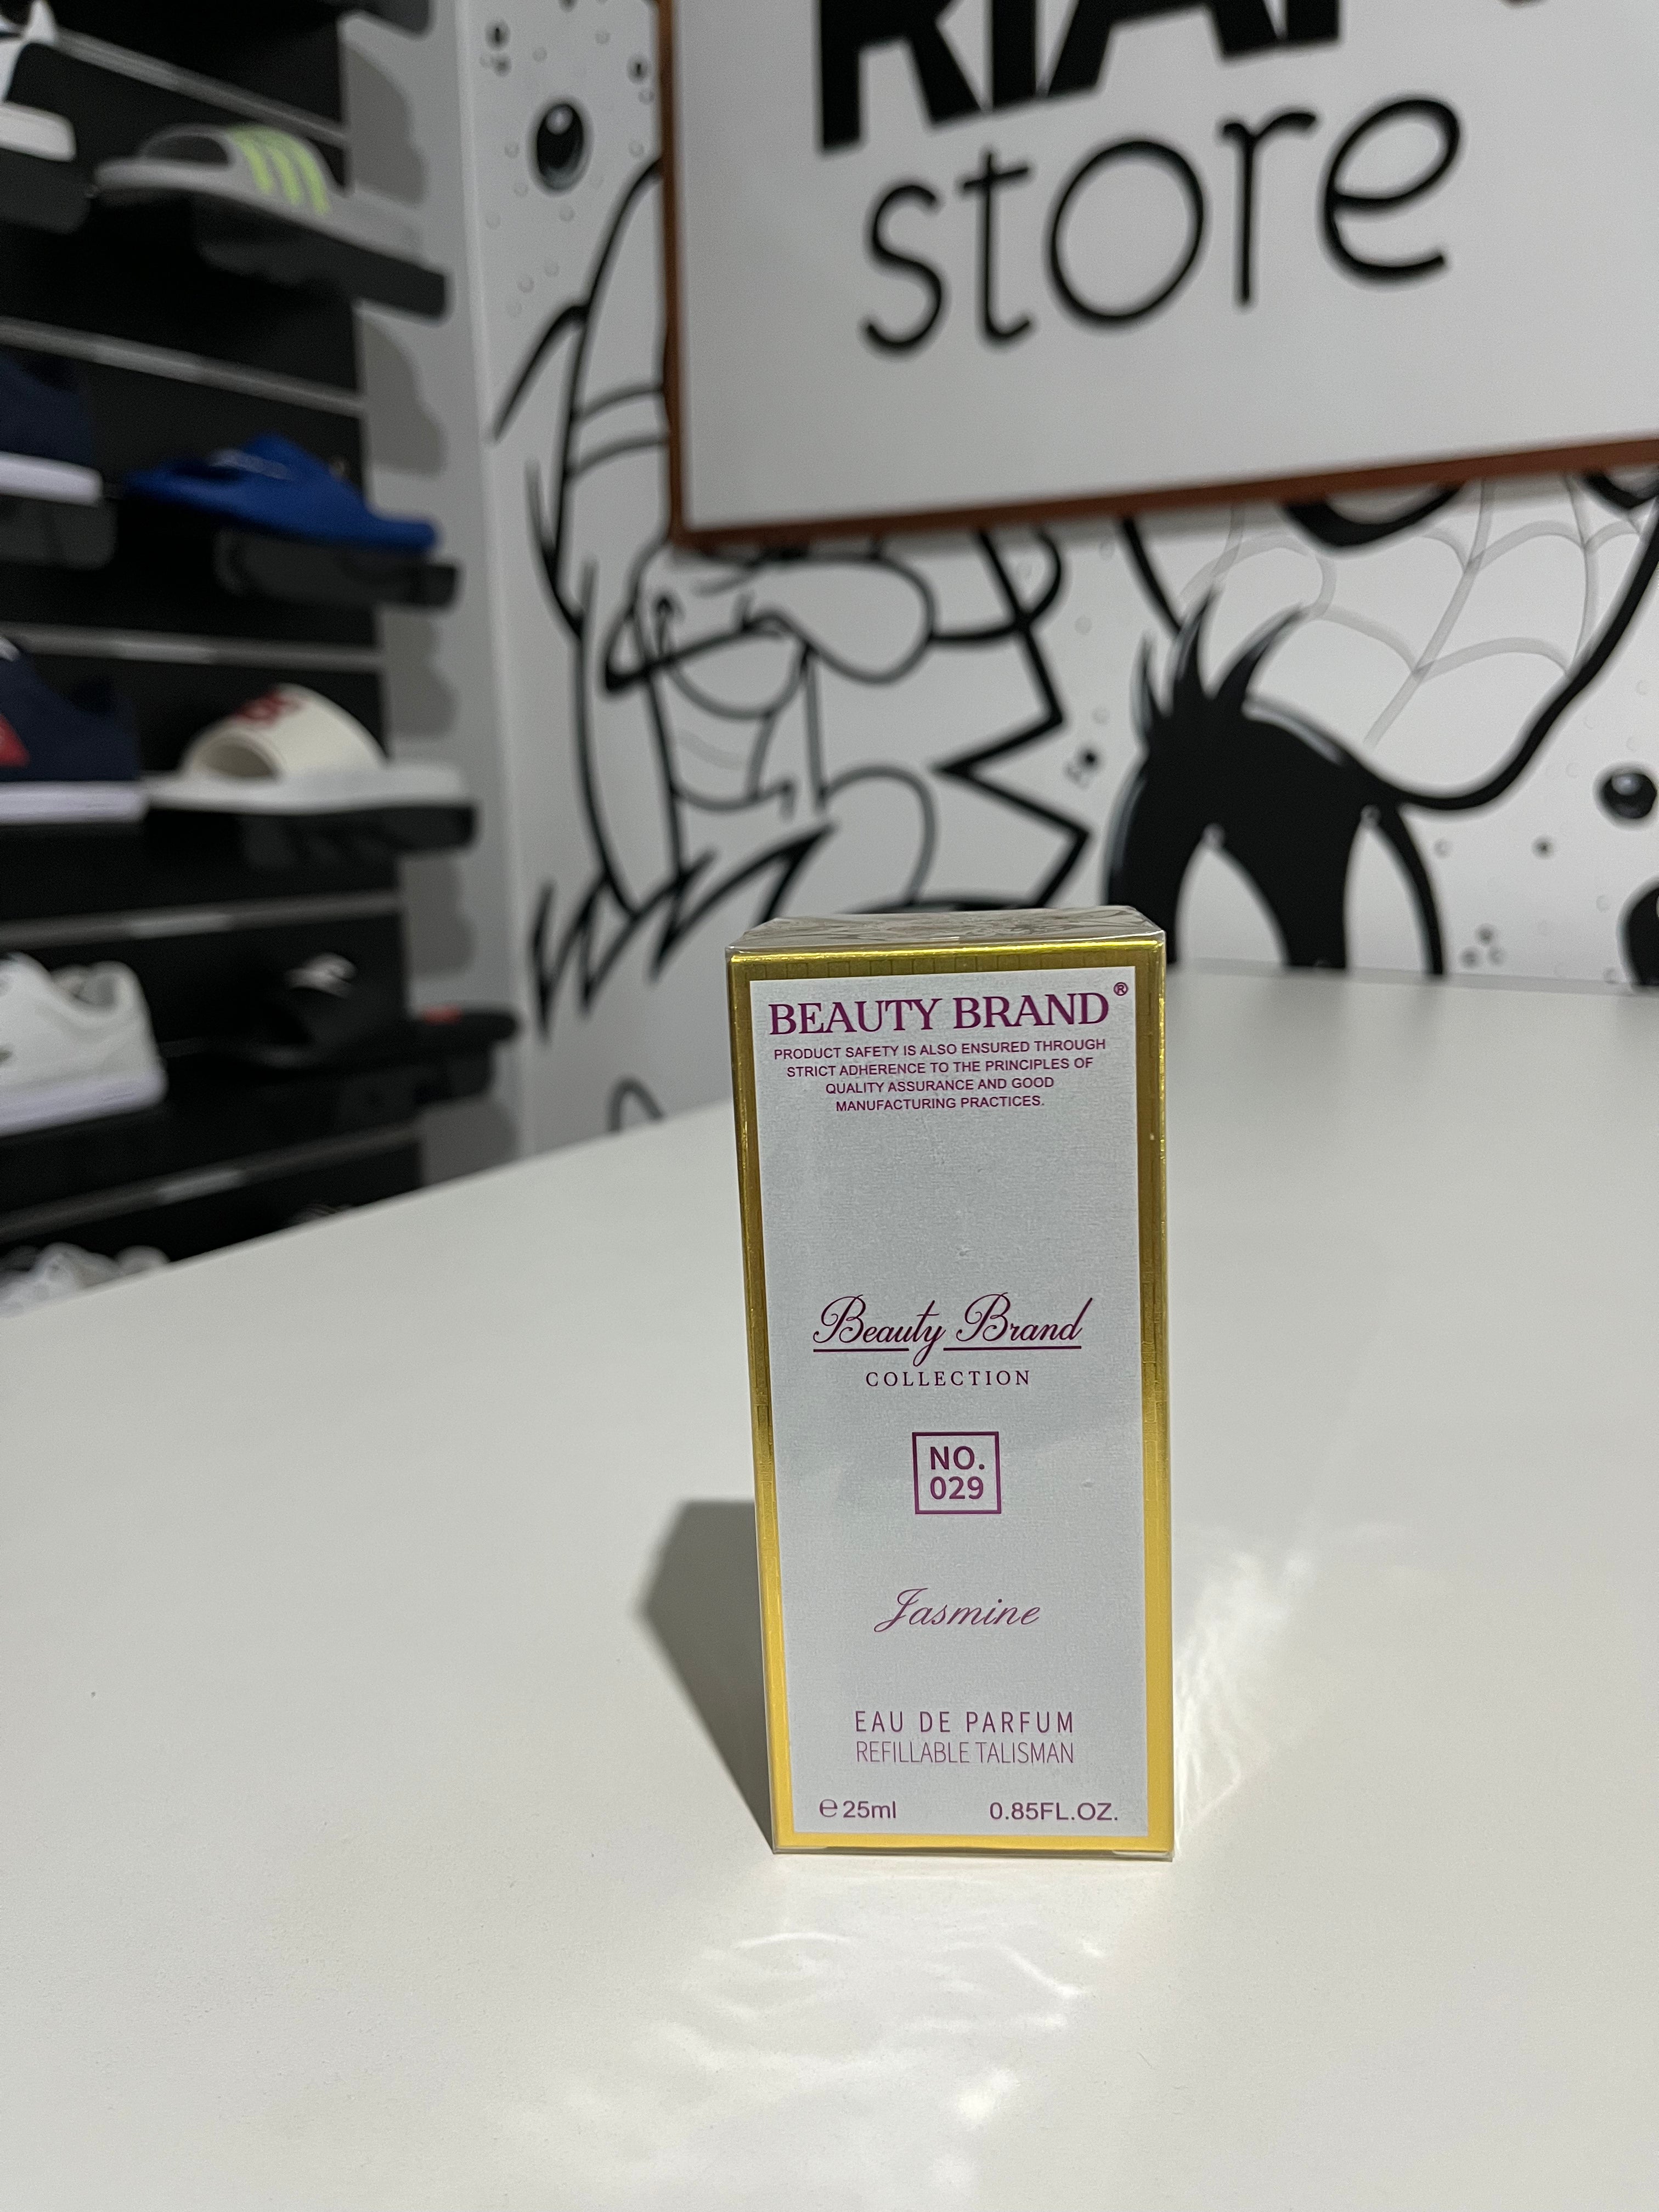 store
BEAUTY BRAND®
PRODUCT SAFETY IS ALSO ENSURED THROUGH
STRICT ADHERENCE TO THE PRINCIPLES OF
QUALITY ASSURANCE AND GOOD
MANUFACTURING PRACTICES.
Beauty Brand
COLLECTION
NO.
029
Jasmine
EAU DE PARFUM
REFILLABLE TALISMAN
℮25ml 0.85FL.OZ.